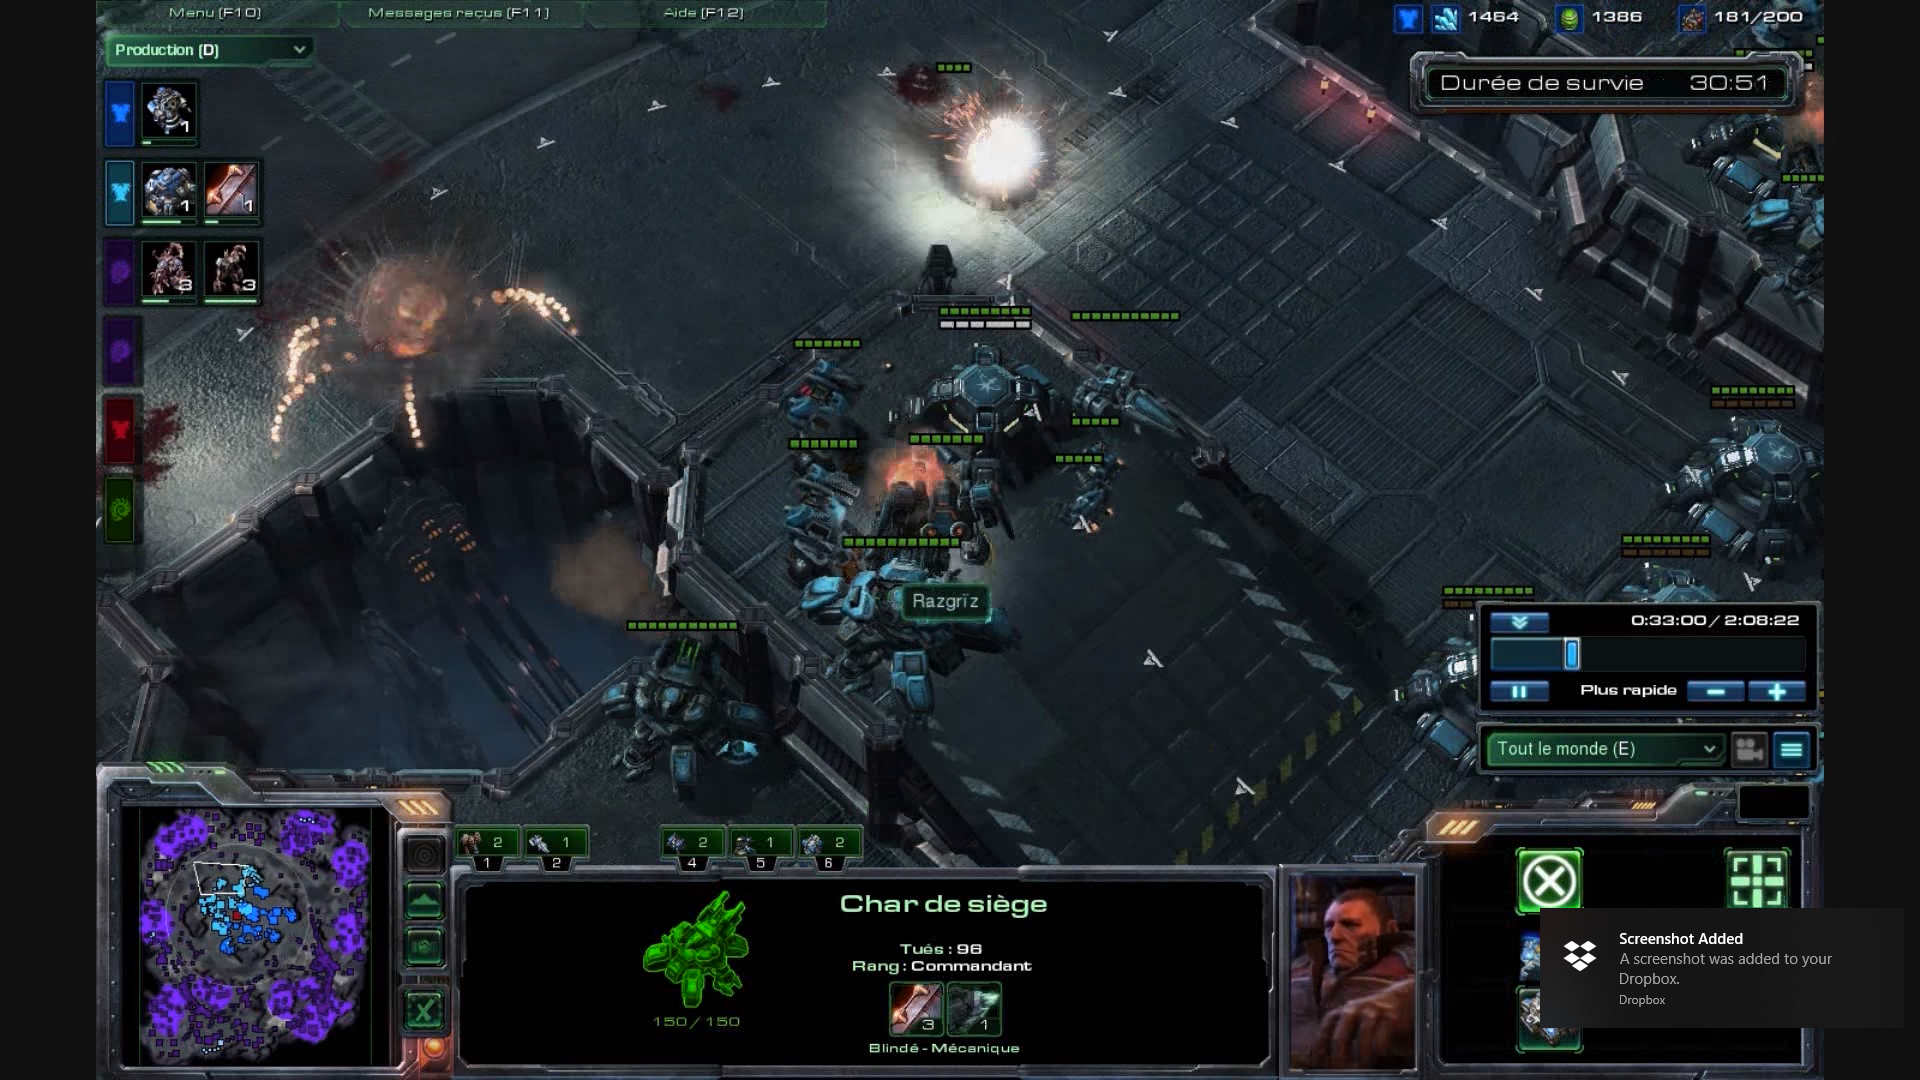 Menu (F10)
Messages reçus (F11)
Aide (F12)
1464
1386
181/200
Production (D)
Durée de survie 30:51
1
1
1
3
3
Razgrïz
0:33:00 / 2:08:22
Plus rapide
Tout le monde (E)
2
1
2
1
2
1
2
4
5
6
Char de siège
Tués : 96
Rang : Commandant
3
1
150 / 150
Blindé - Mécanique
Screenshot Added
A screenshot was added to your
Dropbox.
Dropbox